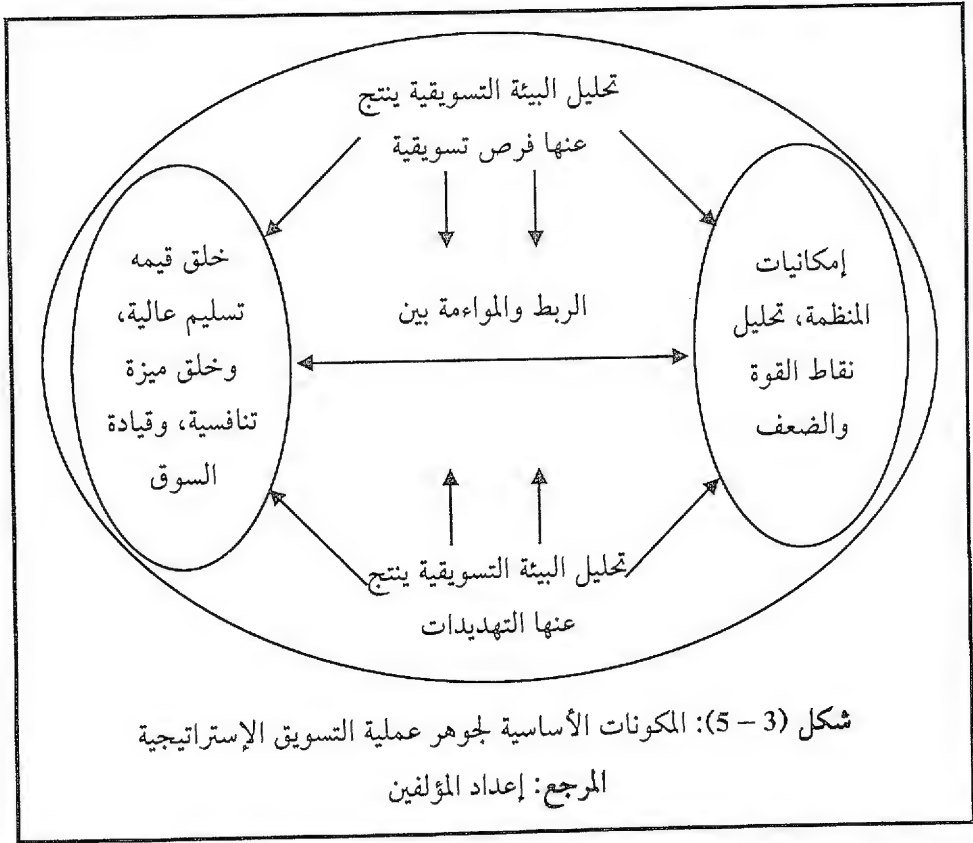 تحليل البيئة التسويقية ينتج
عنها فرص تسويقية
إمكانيات
المنظمة، تحليل
نقاط القوة
والضعف
الربط والمواءمة بين
خلق قيمه
تسليم عالية،
وخلق ميزة
تنافسية، وقيادة
السوق
تحليل البيئة التسويقية ينتج
عنها التهديدات
شكل (3 – 5): المكونات الأساسية لجوهر عملية التسويق الإستراتيجية
المرجع: إعداد المؤلفين